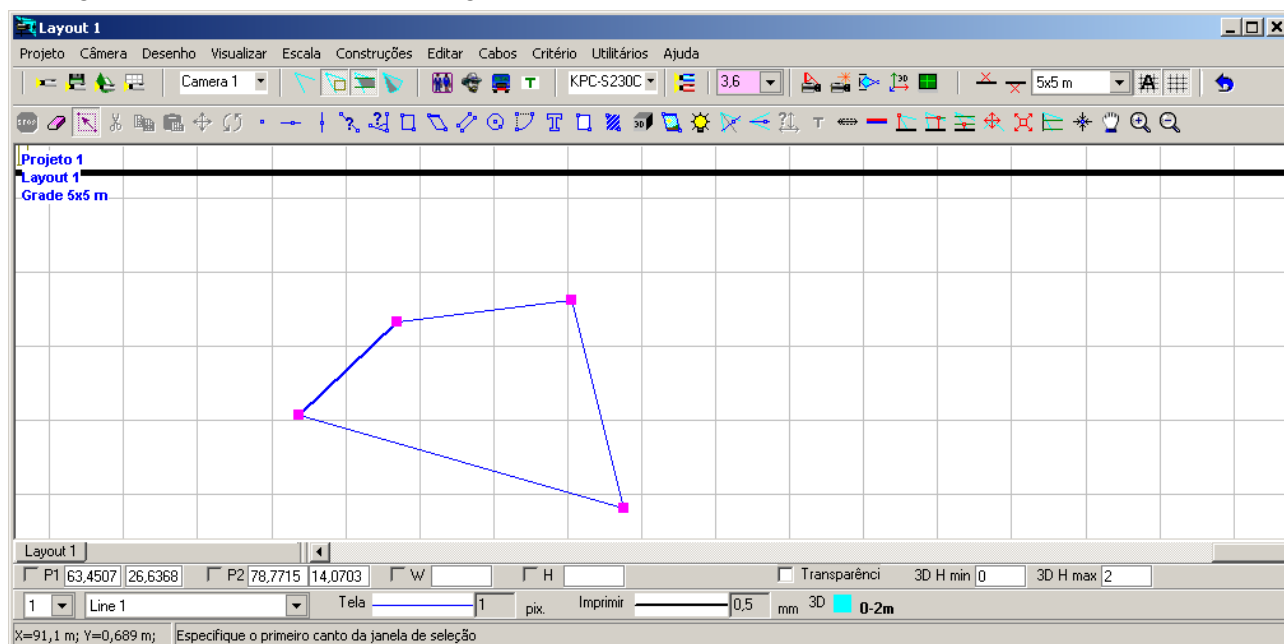 Layout 1
Projeto Câmera Desenho Visualizar Escala Construções Editar Cabos Critério Utilitários Ajuda
Camera 1 T KPC-S230C 3,6 5x5 m A
STOP T 3D T
Projeto 1
Layout 1
Grade 5x5 m
Layout 1
P1 63,4507 26,6368 P2 78,7715 14,0703 W H Transparênci 3D H min 0 3D H max 2
1 Line 1 Tela 1 pix. Imprimir 0,5 mm 3D 0-2m
X=91,1 m; Y=0,689 m; Especifique o primeiro canto da janela de seleção